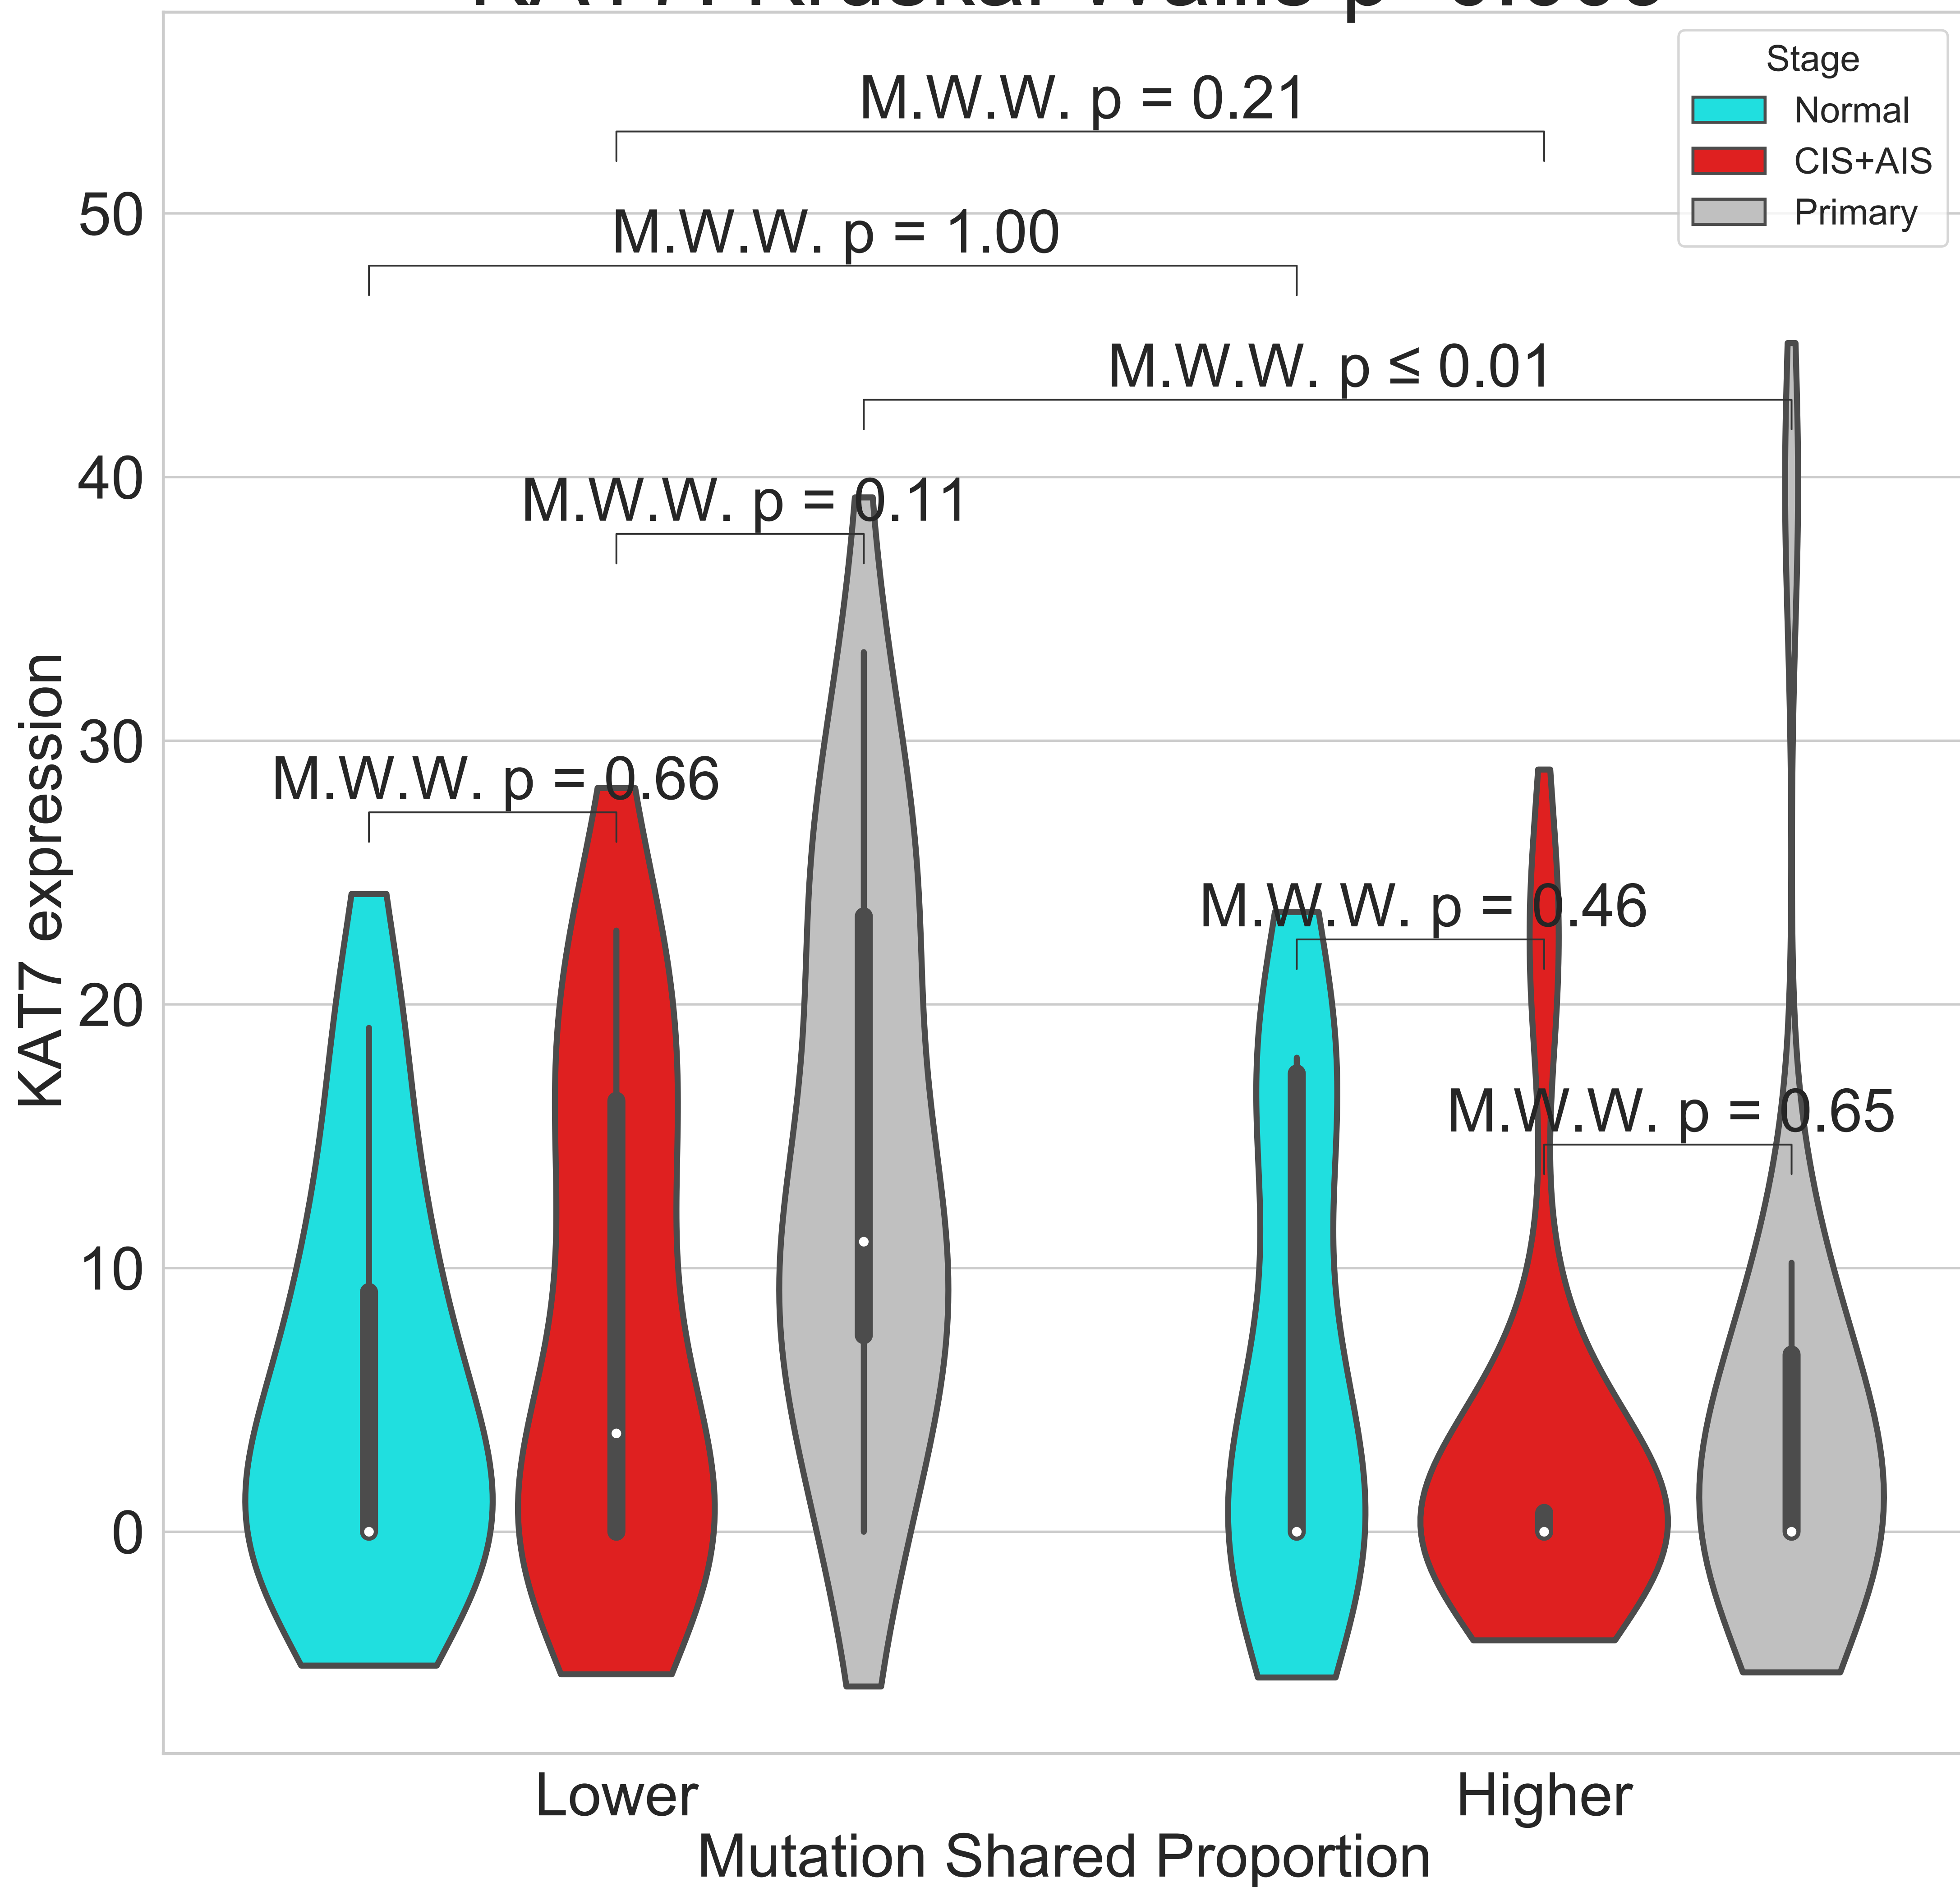 Stage
Normal
CIS+AIS
Primary
M.W.W. p = 0.21
M.W.W. p = 1.00
M.W.W. p ≤ 0.01
M.W.W. p = 0.11
M.W.W. p = 0.66
M.W.W. p = 0.46
M.W.W. p = 0.65
50
40
30
20
10
0
KAT7 expression
Lower
Higher
Mutation Shared Proportion